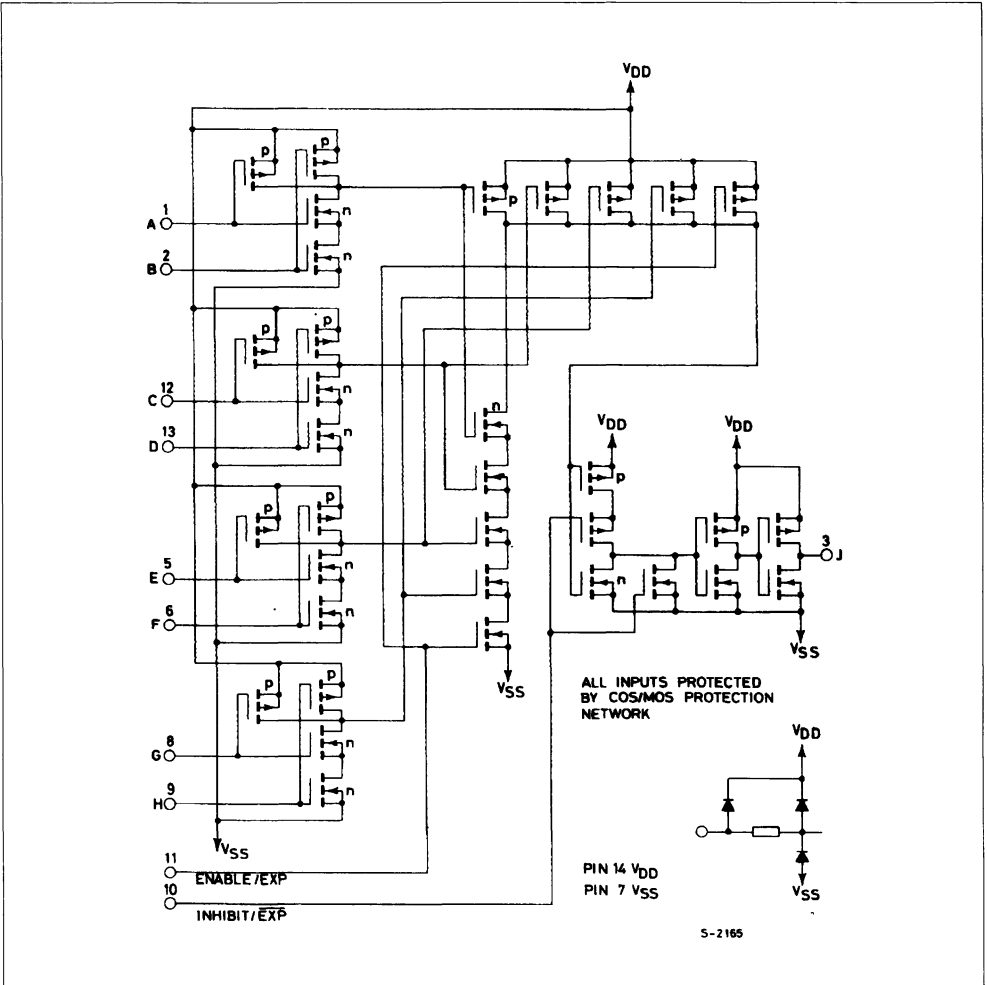 VDD
p
p
n
1
A
2
B
n
p
p
p
n
12
C
13
D
n
n
VDD
VDD
p
p
p
p
n
5
E
6
F
n
n
3
J
VSS
VSS
ALL INPUTS PROTECTED
BY COS/MOS PROTECTION
NETWORK
p
p
n
8
G
9
H
n
VDD
VSS
11
ENABLE/EXP
10
INHIBIT/E̅X̅P̅
PIN 14 VDD
PIN 7 VSS
VSS
S-2165